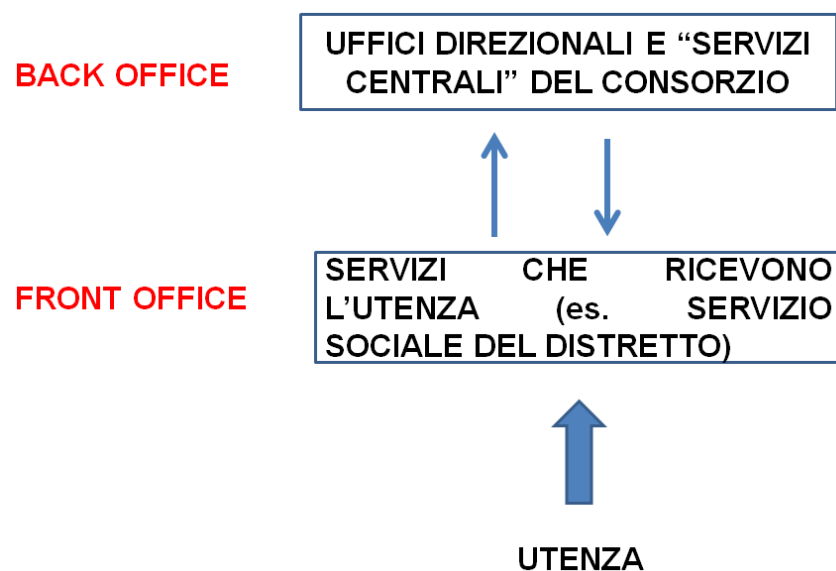 BACK OFFICE
UFFICI DIREZIONALI E “SERVIZI
CENTRALI” DEL CONSORZIO
FRONT OFFICE
SERVIZI CHE RICEVONO
L’UTENZA (es. SERVIZIO
SOCIALE DEL DISTRETTO)
UTENZA